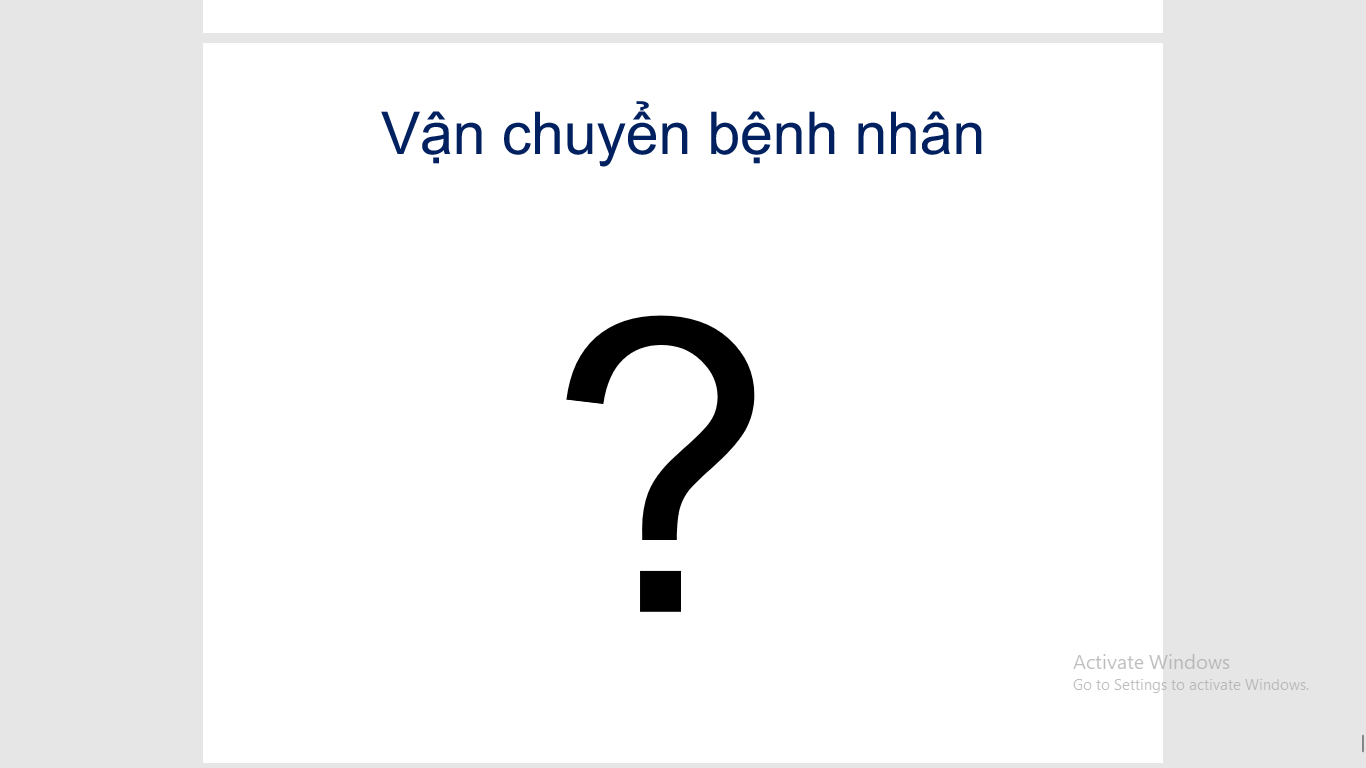 Vận chuyển bệnh nhân
?
Activate Windows
Go to Settings to activate Windows.